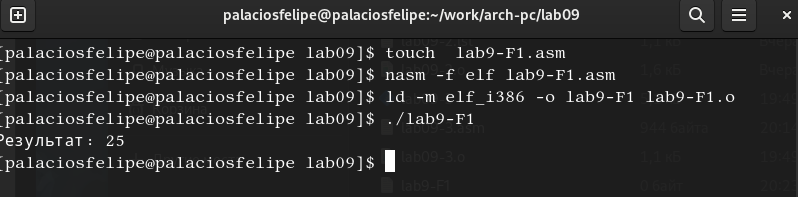 palaciosfelipe@palaciosfelipe:~/work/arch-pc/lab09
[palaciosfelipe@palaciosfelipe lab09]$ touch  lab9-F1.asm
[palaciosfelipe@palaciosfelipe lab09]$ nasm -f elf lab9-F1.asm
[palaciosfelipe@palaciosfelipe lab09]$ ld -m elf_i386 -o lab9-F1 lab9-F1.o
[palaciosfelipe@palaciosfelipe lab09]$ ./lab9-F1
Результат: 25
[palaciosfelipe@palaciosfelipe lab09]$